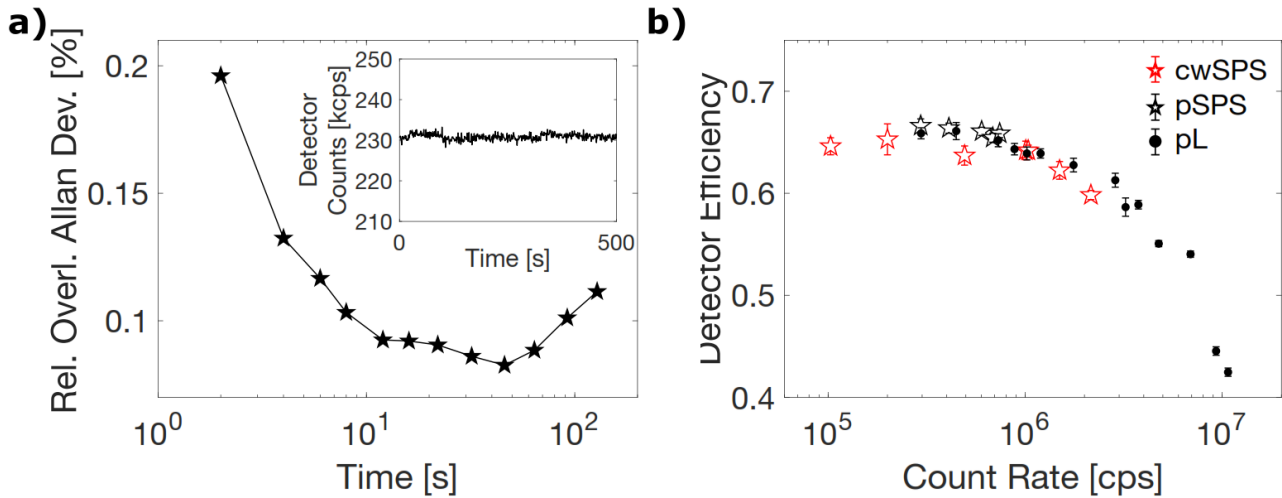 a)
Rel. Overl. Allan Dev. [%]
0.2
0.15
0.1
10^0
10^1
10^2
Time [s]
Detector
Counts [kcps]
250
240
230
220
210
0
500
Time [s]
b)
Detector Efficiency
0.7
0.6
0.5
0.4
10^5
10^6
10^7
Count Rate [cps]
cwSPS
pSPS
pL